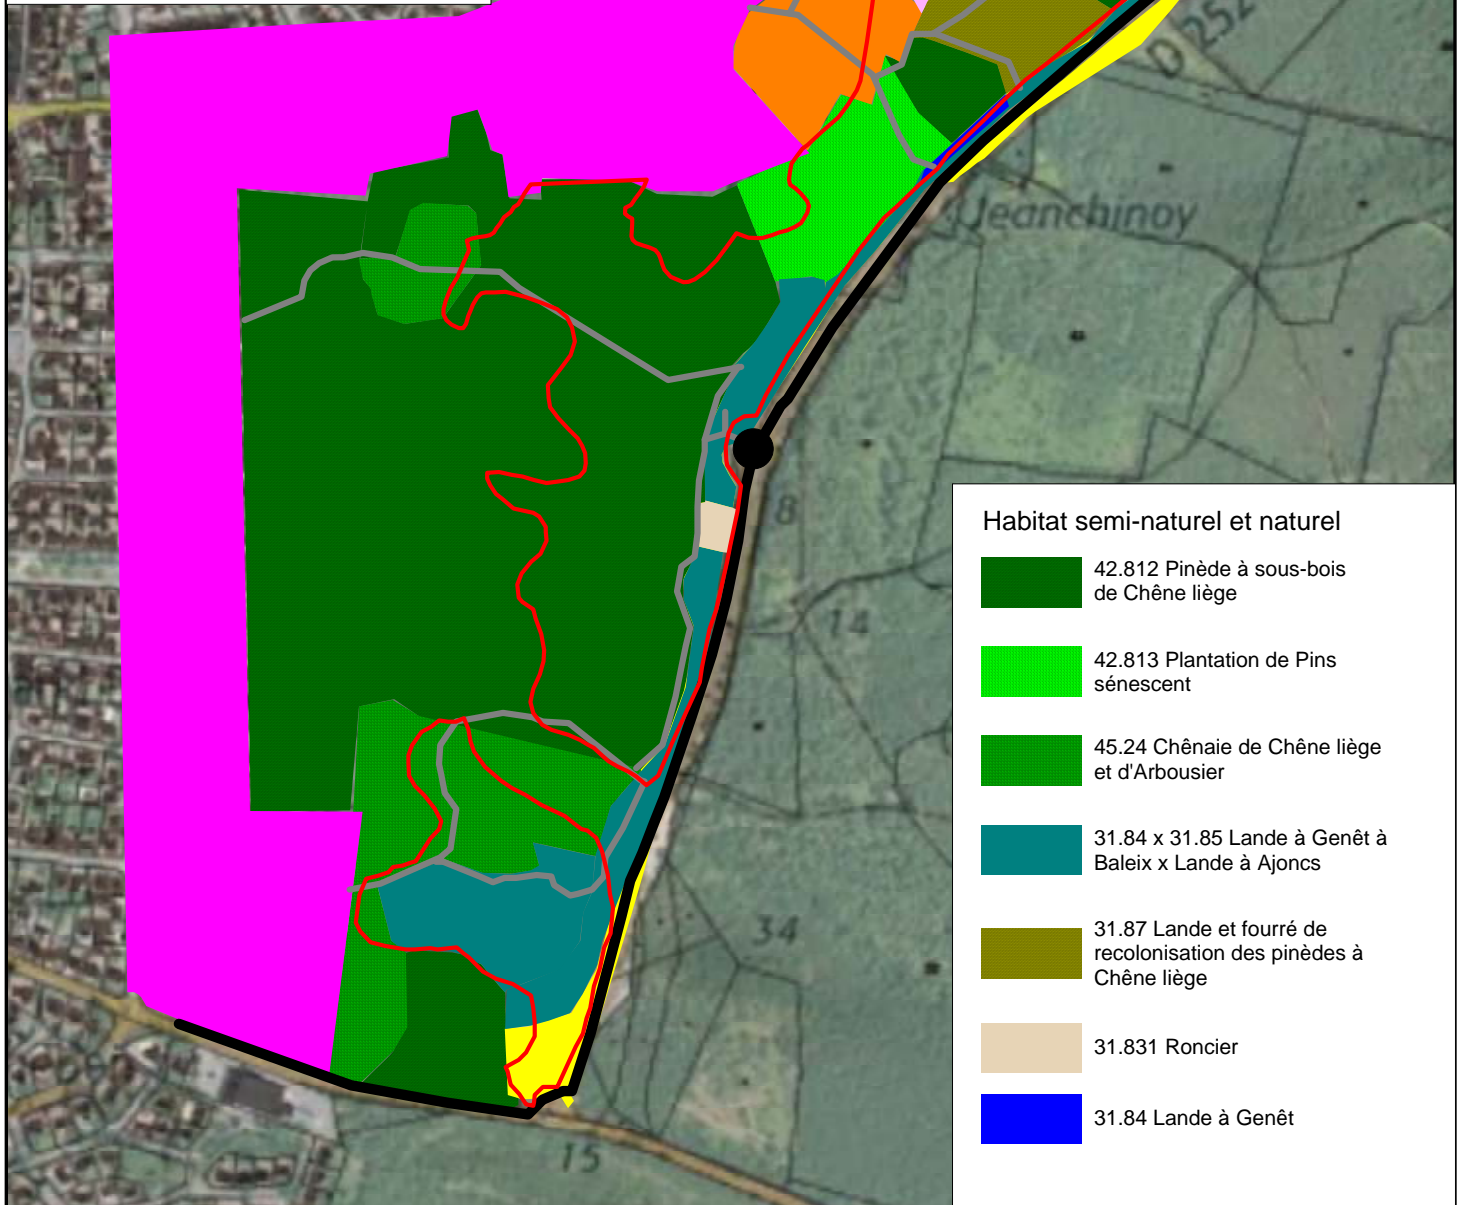 D 252
Jeanchinoy
8
14
34
15
Habitat semi-naturel et naturel
42.812 Pinède à sous-bois
de Chêne liège
42.813 Plantation de Pins
sénescent
45.24 Chênaie de Chêne liège
et d'Arbousier
31.84 x 31.85 Lande à Genêt à
Baleix x Lande à Ajoncs
31.87 Lande et fourré de
recolonisation des pinèdes à
Chêne liège
31.831 Roncier
31.84 Lande à Genêt